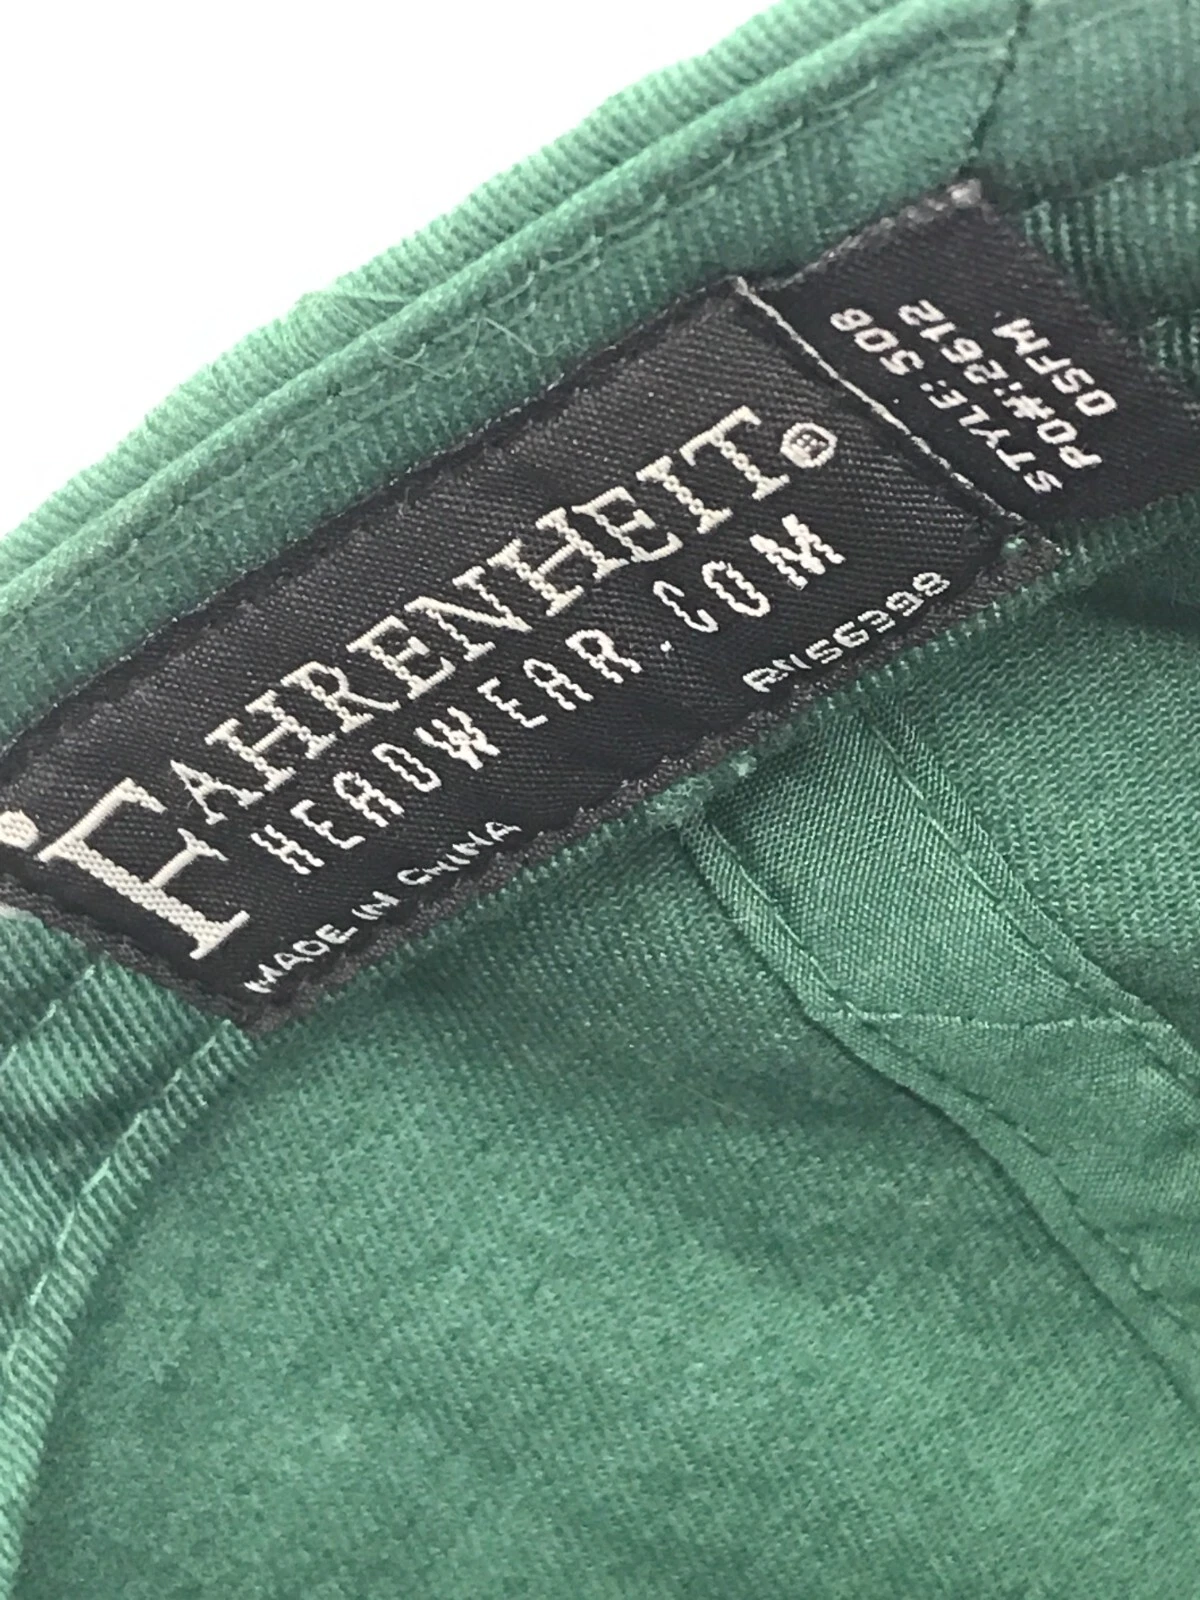 FAHRENHEIT®
HEADWEAR.COM
MADE IN CHINA
RN56398
STYLE: 508
PO#:2612
OSFM